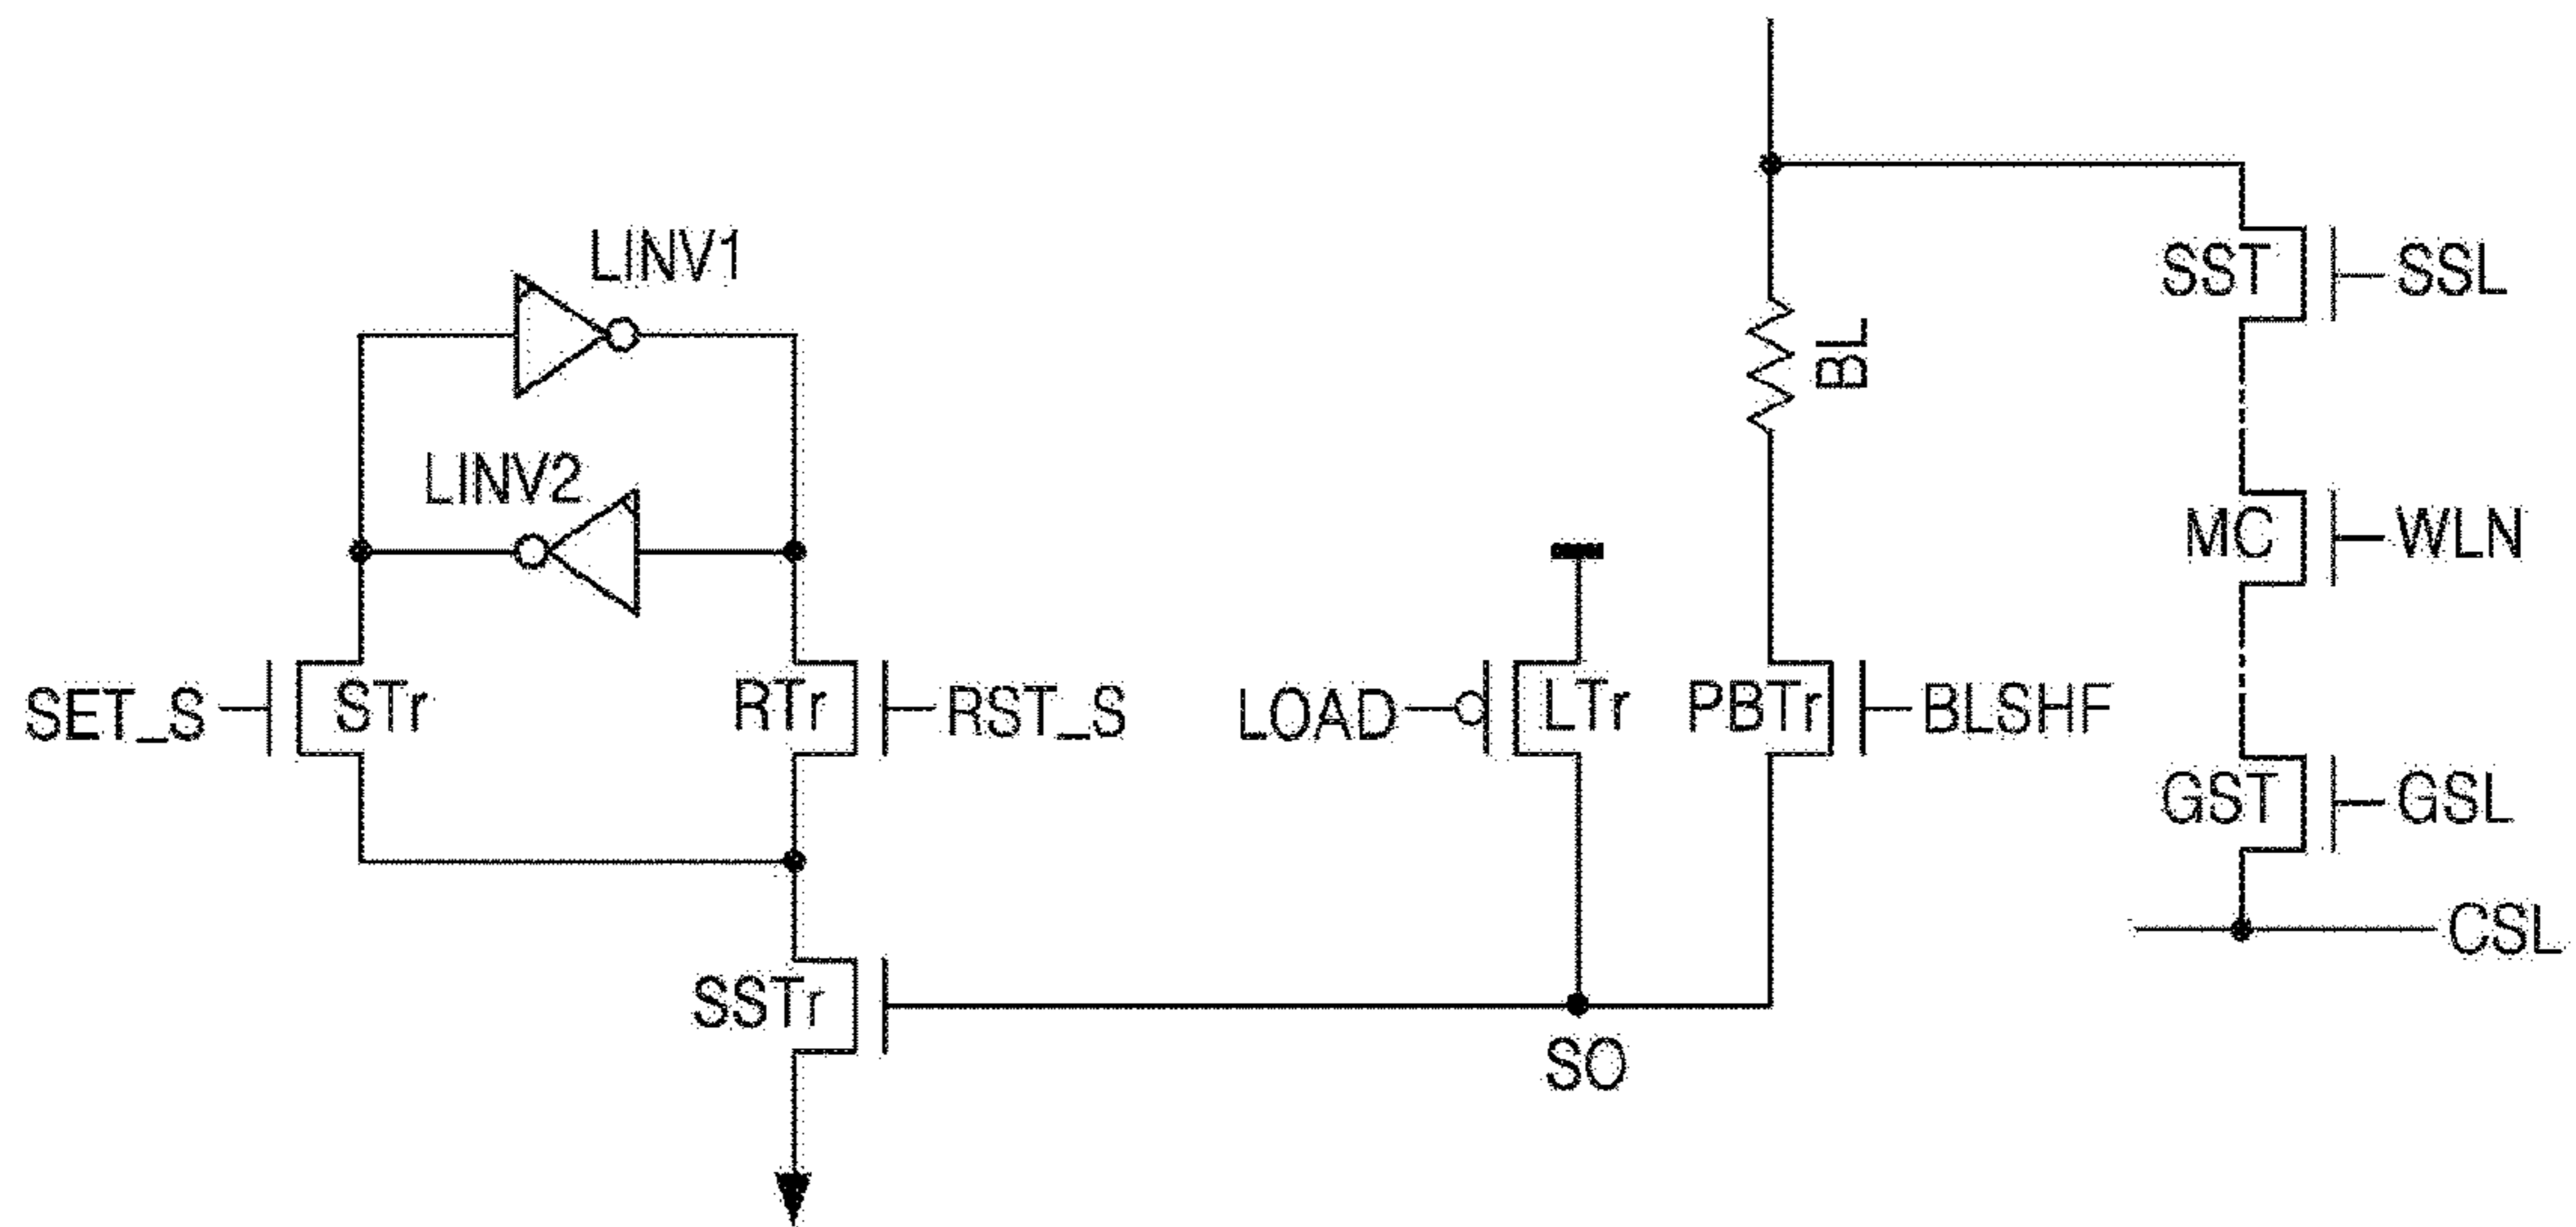 LINV1
LINV2
SET_S
STr
RTr
RST_S
SSTr
LOAD
LTr
SO
BL
PBTr
BLSHF
SST
SSL
MC
WLN
GST
GSL
CSL